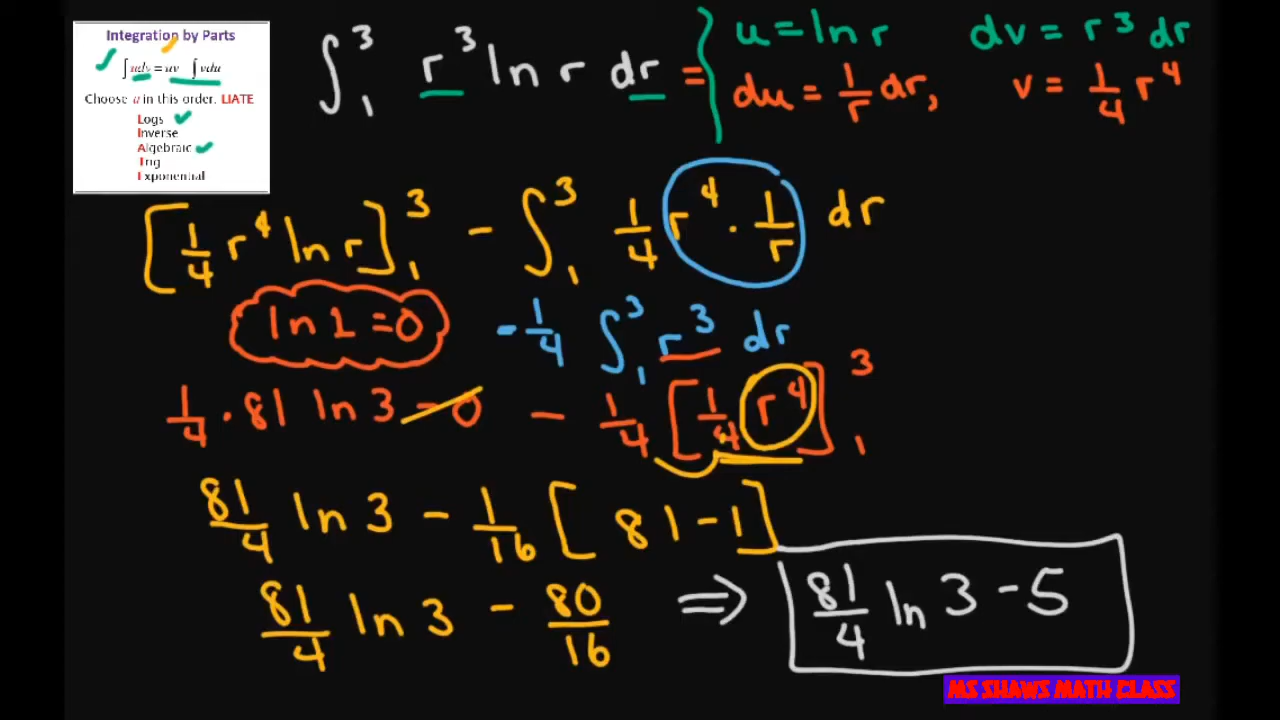 Integration by Parts
∫ udv = uv ∫ vdu
Choose u in this order. LIATE
Logs ✓
Inverse
Algebraic ✓
Trig
Exponential
∫₁³ r³ ln r dr =
u = ln r dv = r³ dr
du = 1/r dr, v = 1/4 r⁴
[1/4 r⁴ ln r]₁³ - ∫₁³ 1/4 r⁴ · 1/r dr
ln 1 = 0 - 1/4 ∫₁³ r³ dr
1/4 · 81 ln 3 - 0 - 1/4 [1/4 r⁴]₁³
81/4 ln 3 - 1/16 [81 - 1]
81/4 ln 3 - 80/16 ⇒ 81/4 ln 3 - 5
MS SHAWS MATH CLASS